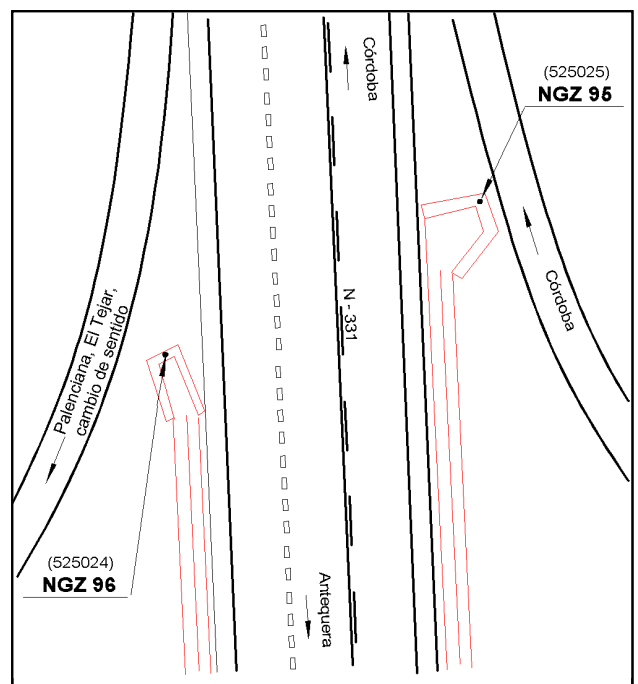 Córdoba
(525025)
NGZ 95
Córdoba
N - 331
Palenciana, El Tejar,
cambio de sentido
(525024)
NGZ 96
Antequera